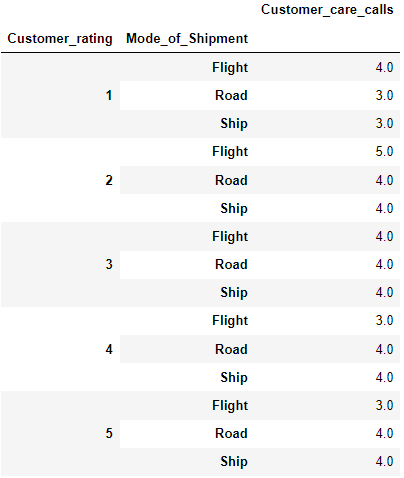 Customer_care_calls
Customer_rating Mode_of_Shipment
Flight 4.0
1 Road 3.0
Ship 3.0
Flight 5.0
2 Road 4.0
Ship 4.0
Flight 4.0
3 Road 4.0
Ship 4.0
Flight 3.0
4 Road 4.0
Ship 4.0
Flight 3.0
5 Road 4.0
Ship 4.0